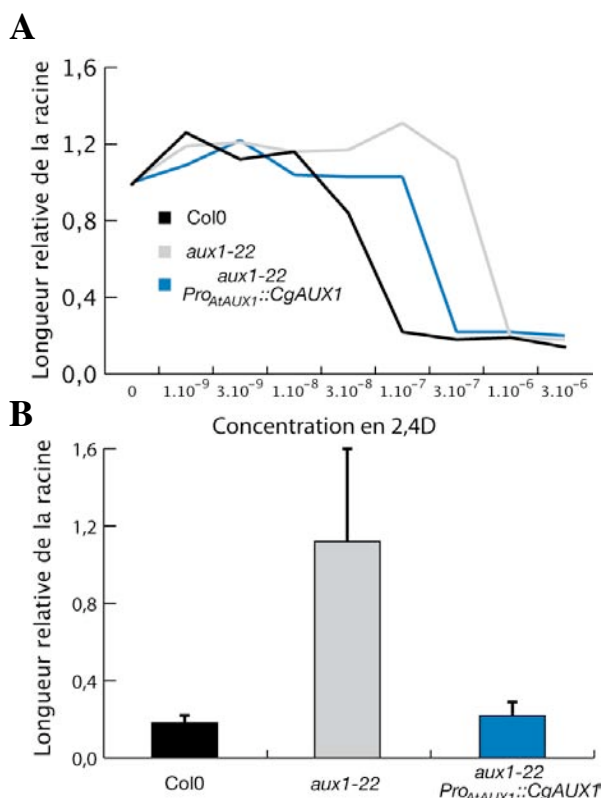 A
Longueur relative de la racine
1,6
1,2
0,8
0,4
0,0
Col0
aux1-22
aux1-22
ProAtAUX1::CgAUX1
0 1.10⁻⁹ 3.10⁻⁹ 1.10⁻⁸ 3.10⁻⁸ 1.10⁻⁷ 3.10⁻⁷ 1.10⁻⁶ 3.10⁻⁶
Concentration en 2,4D
B
Longueur relative de la racine
1,6
1,2
0,8
0,4
0,0
Col0
aux1-22
aux1-22
ProAtAUX1::CgAUX1